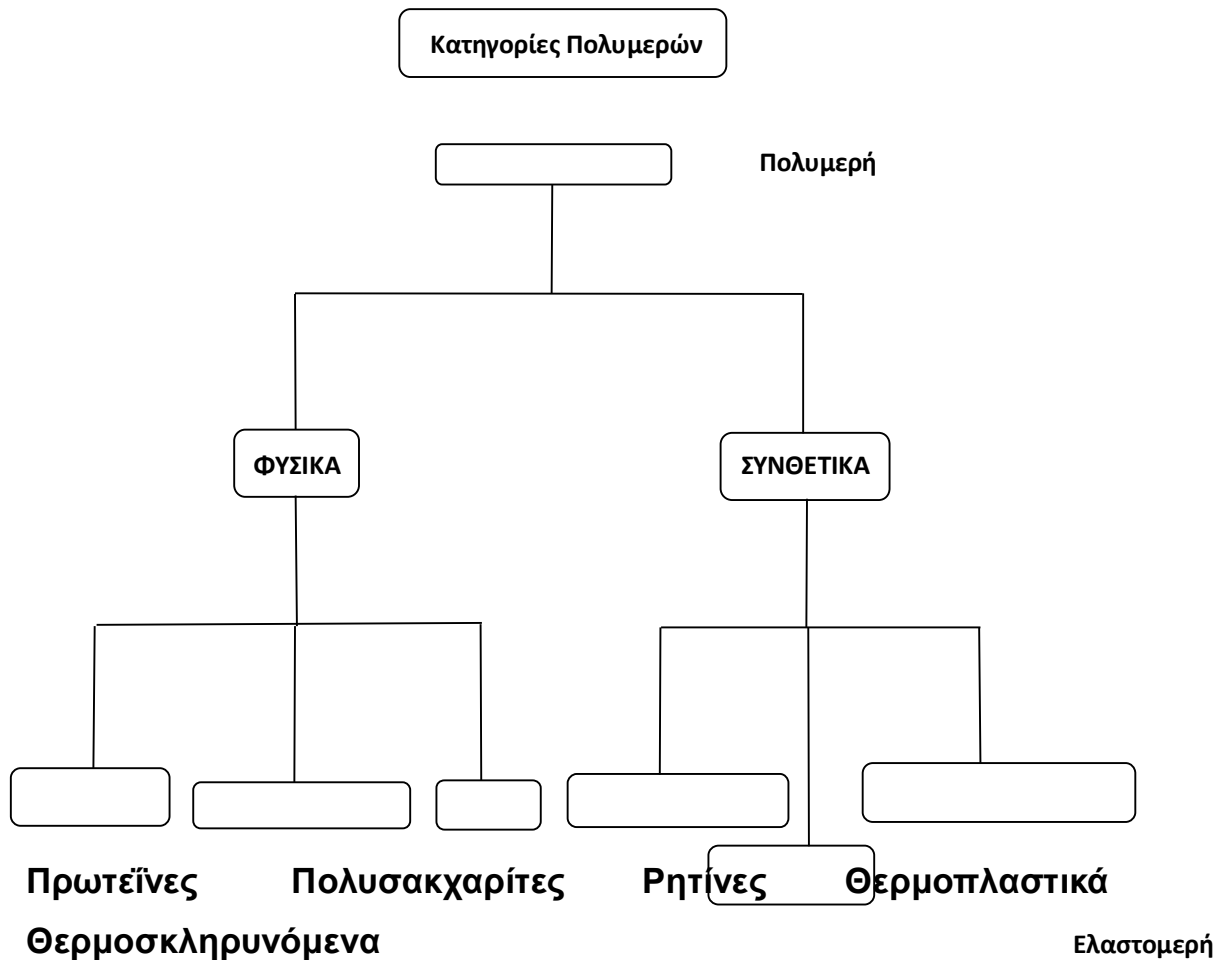 Κατηγορίες Πολυμερών
Πολυμερή
ΦΥΣΙΚΑ
ΣΥΝΘΕΤΙΚΑ
Πρωτεΐνες Πολυσακχαρίτες Ρητίνες Θερμοπλαστικά
Θερμοσκληρυνόμενα Ελαστομερή